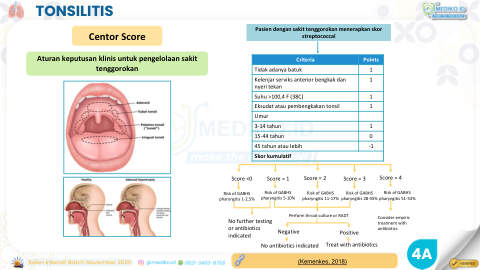 TONSILITIS
MEDIKO.ID
Centor Score
Aturan keputusan klinis untuk pengelolaan sakit
tenggorokan
Pasien dengan sakit tenggorokan menerapkan skor
streptococcal
Criteria Points
Tidak adanya batuk 1
Kelenjar serviks anterior bengkak dan
nyeri tekan 1
Suhu >100,4 F (38C) 1
Eksudat atau pembengkakan tonsil 1
Umur
3-14 tahun 1
15-44 tahun 0
45 tahun atau lebih -1
Skor kumulatif
Score <0 Score = 1 Score = 2 Score = 3 Score = 4
Risk of GABHS
pharyngitis 1-2.5%
Risk of GABHS
pharyngitis 5-10%
Risk of GABHS
pharyngitis 11-17%
Risk of GABHS
pharyngitis 28-35%
Risk of GABHS
pharyngitis 51-53%
No further testing
or antibiotics
indicated
Perform throat culture or RADT
Negative Positive
No antibiotics indicated Treat with antibiotics
Consider empiric
treatment with
antibiotics
4A
(Kemenkes, 2018)